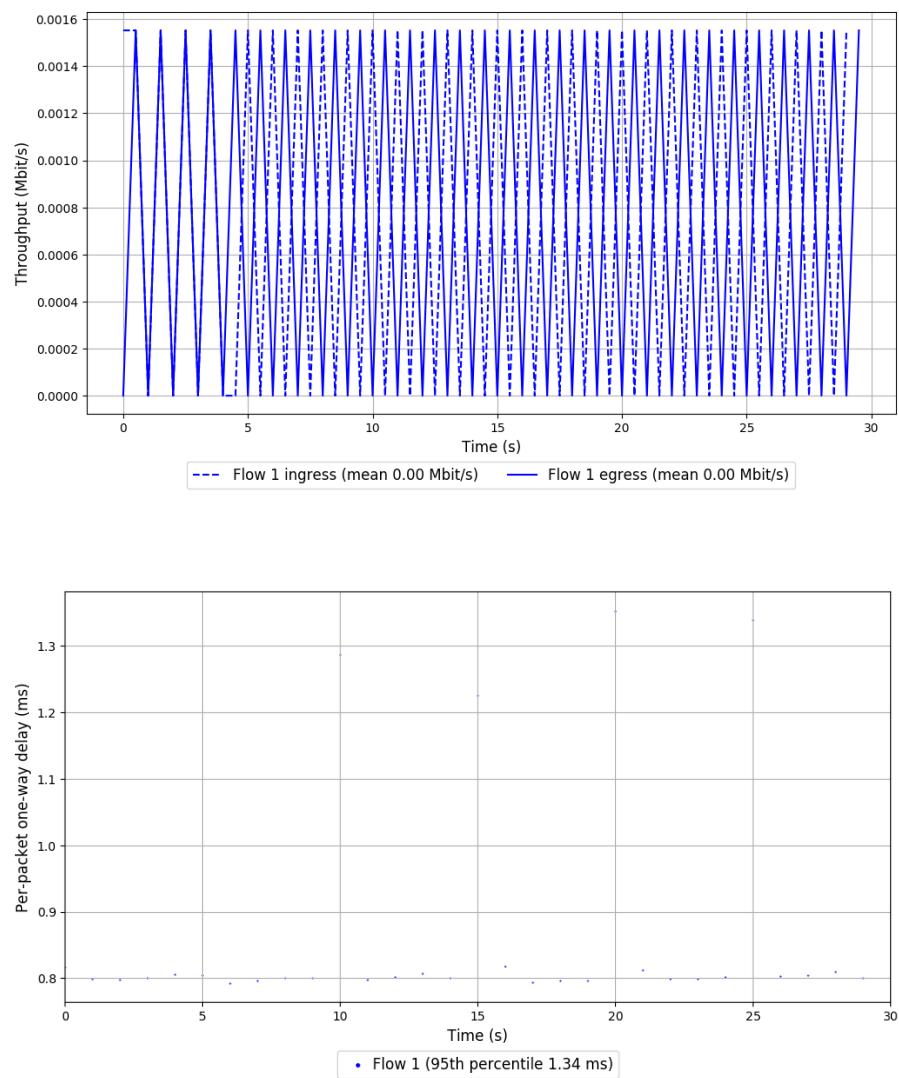 0.0016
0.0014
0.0012
0.0010
0.0008
0.0006
0.0004
0.0002
0.0000
Throughput (Mbit/s)
0 5 10 15 20 25 30
Time (s)
Flow 1 ingress (mean 0.00 Mbit/s) Flow 1 egress (mean 0.00 Mbit/s)
1.3
1.2
1.1
1.0
0.9
0.8
Per-packet one-way delay (ms)
0 5 10 15 20 25 30
Time (s)
Flow 1 (95th percentile 1.34 ms)